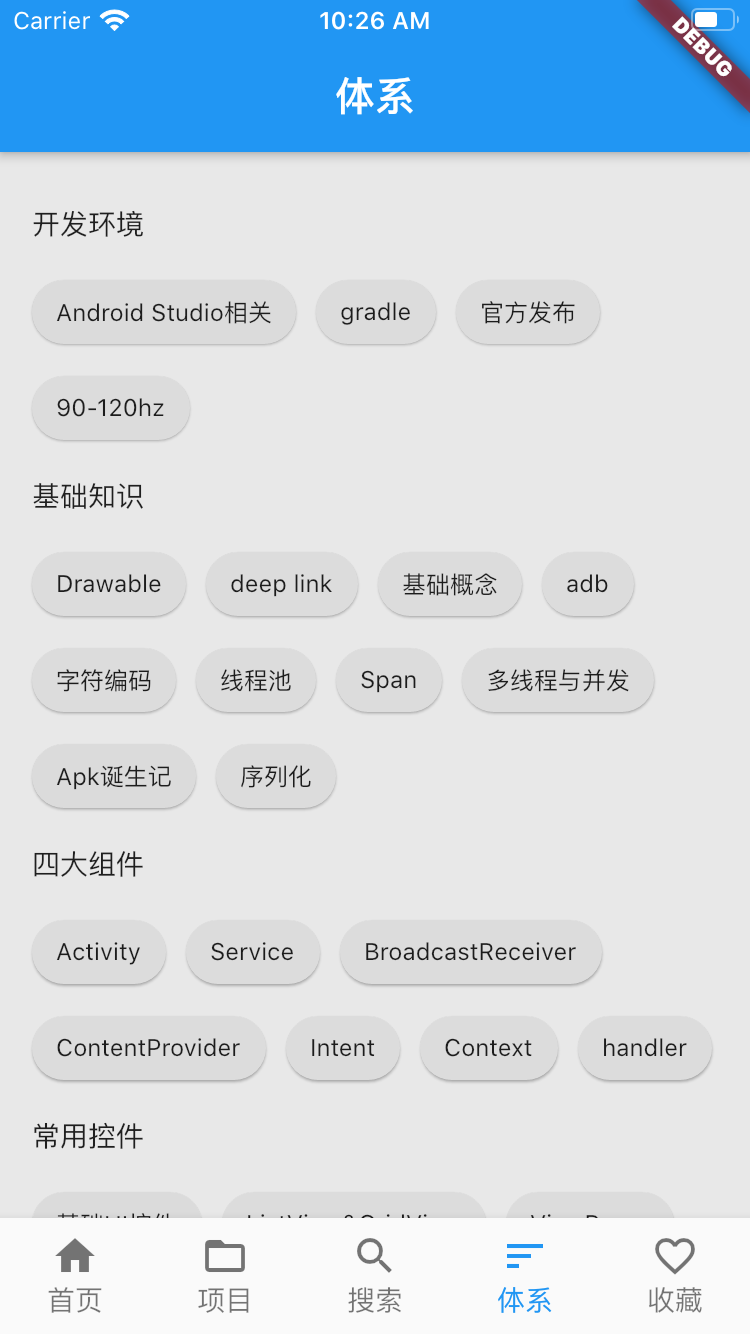 Carrier 10:26 AM
DEBUG
体系
开发环境
Android Studio相关 gradle 官方发布
90-120hz
基础知识
Drawable deep link 基础概念 adb
字符编码 线程池 Span 多线程与并发
Apk诞生记 序列化
四大组件
Activity Service BroadcastReceiver
ContentProvider Intent Context handler
常用控件
首页 项目 搜索 体系 收藏